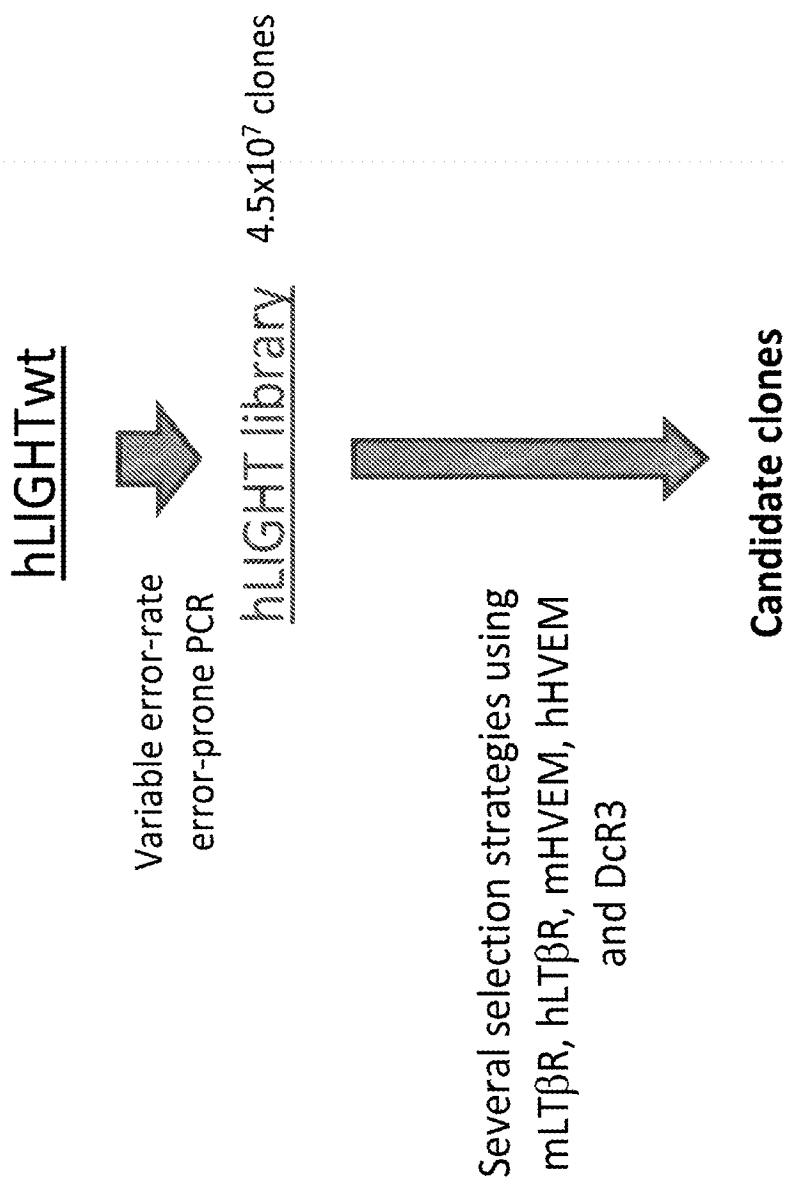 hLIGHTwt
Variable error-rate
error-prone PCR
hLIGHT library 4.5x10⁷ clones
Several selection strategies using
mLTβR, hLTβR, mHVEM, hHVEM
and DcR3
Candidate clones